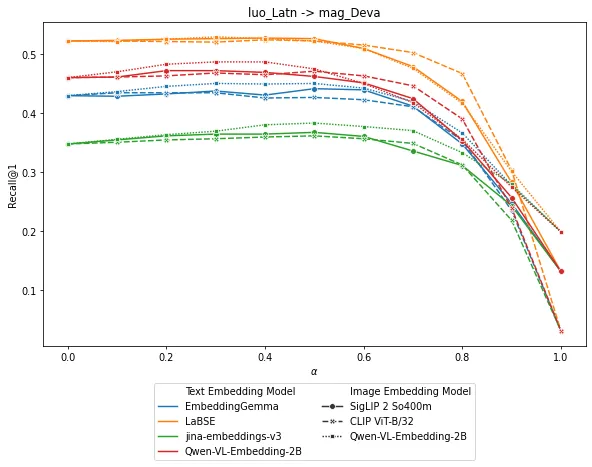 luo_Latn -> mag_Deva
Recall@1
0.5
0.4
0.3
0.2
0.1
0.0 0.2 0.4 0.6 0.8 1.0
α
Text Embedding Model
EmbeddingGemma
LaBSE
jina-embeddings-v3
Qwen-VL-Embedding-2B
Image Embedding Model
SigLIP 2 So400m
CLIP ViT-B/32
Qwen-VL-Embedding-2B